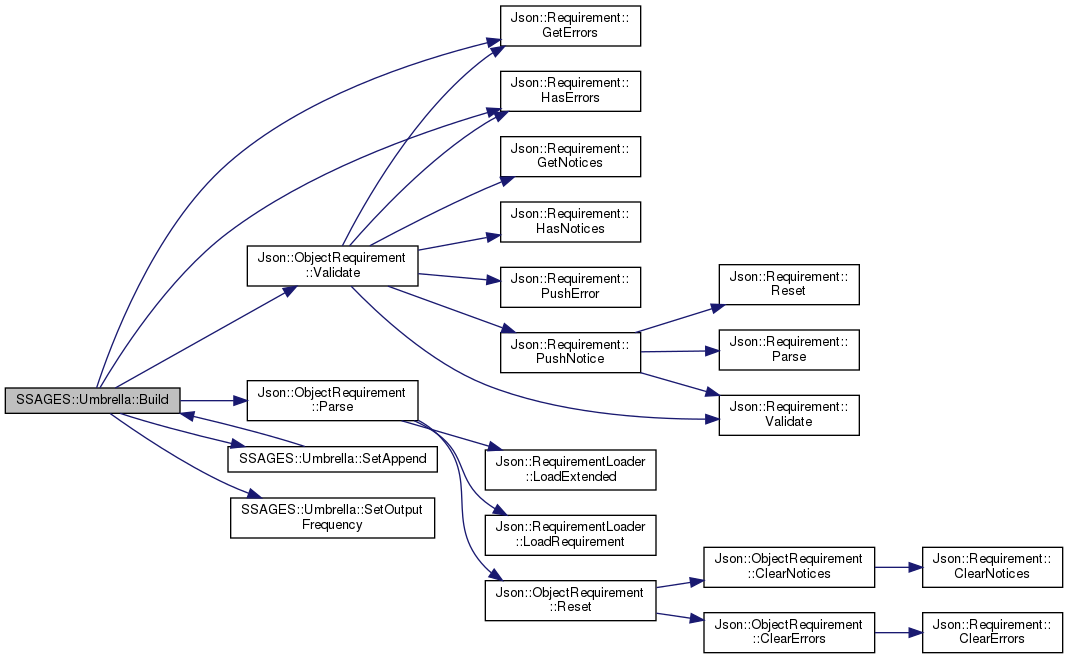 Json::Requirement::
GetErrors
Json::Requirement::
HasErrors
Json::Requirement::
GetNotices
Json::Requirement::
HasNotices
Json::ObjectRequirement
::Validate
Json::Requirement::
PushError
Json::Requirement::
Reset
Json::Requirement::
PushNotice
Json::Requirement::
Parse
SSAGES::Umbrella::Build
Json::ObjectRequirement
::Parse
Json::Requirement::
Validate
SSAGES::Umbrella::SetAppend
Json::RequirementLoader
::LoadExtended
SSAGES::Umbrella::SetOutput
Frequency
Json::RequirementLoader
::LoadRequirement
Json::ObjectRequirement
::ClearNotices
Json::Requirement::
ClearNotices
Json::ObjectRequirement
::Reset
Json::ObjectRequirement
::ClearErrors
Json::Requirement::
ClearErrors